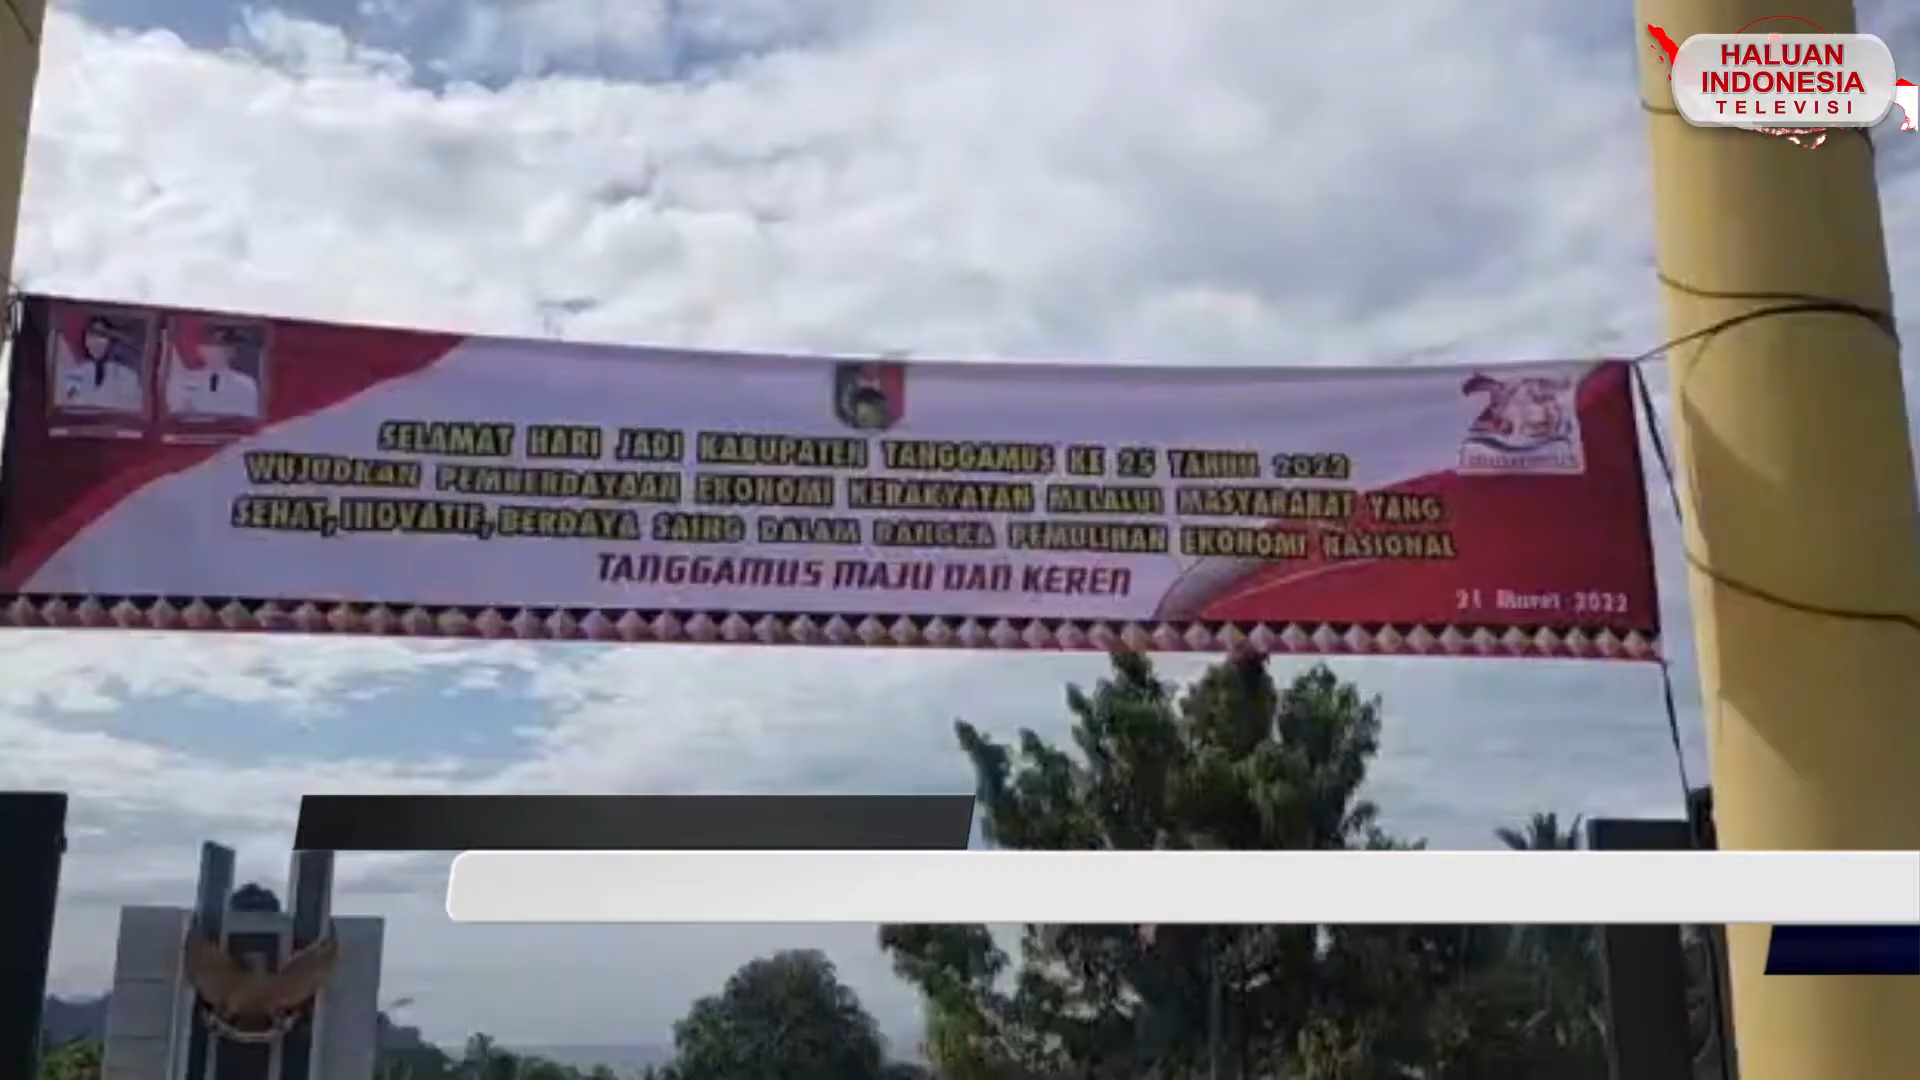 HALUAN
INDONESIA
TELEVISI
SELAMAT HARI JADI KABUPATEN TANGGAMUS KE 25 TAHUN 2022
WUJUDKAN PEMBERDAYAAN EKONOMI KERAKYATAN MELALUI MASYARAKAT YANG
SEHAT, INOVATIF, BERDAYA SAING DALAM RANGKA PEMULIHAN EKONOMI NASIONAL
TANGGAMUS MAJU DAN KEREN
21 Maret 2022